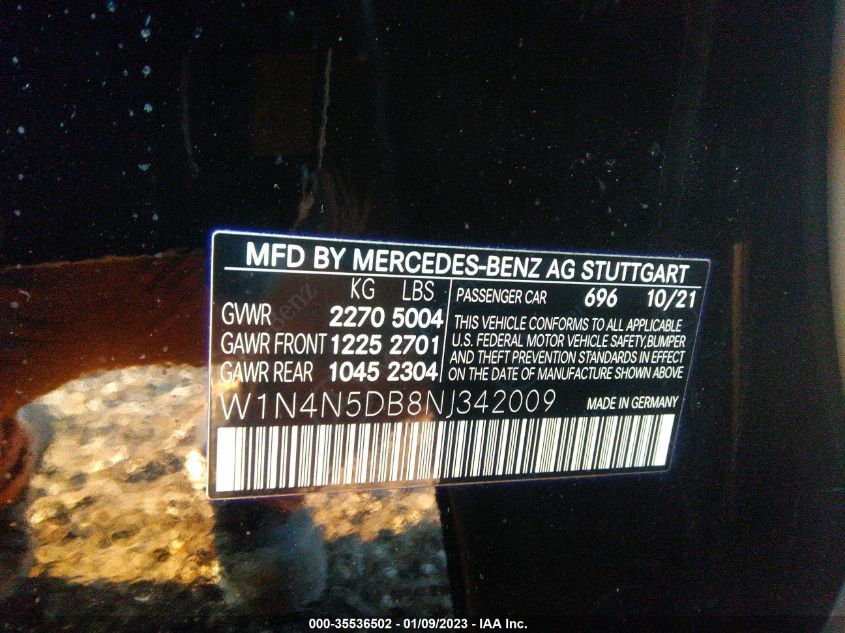 MFD BY MERCEDES-BENZ AG STUTTGART
KG LBS
GVWR 2270 5004
GAWR FRONT 1225 2701
GAWR REAR 1045 2304
PASSENGER CAR 696 10/21
THIS VEHICLE CONFORMS TO ALL APPLICABLE
U.S. FEDERAL MOTOR VEHICLE SAFETY, BUMPER
AND THEFT PREVENTION STANDARDS IN EFFECT
ON THE DATE OF MANUFACTURE SHOWN ABOVE
W1N4N5DB8NJ342009 MADE IN GERMANY
000-35536502 - 01/09/2023 - IAA Inc.